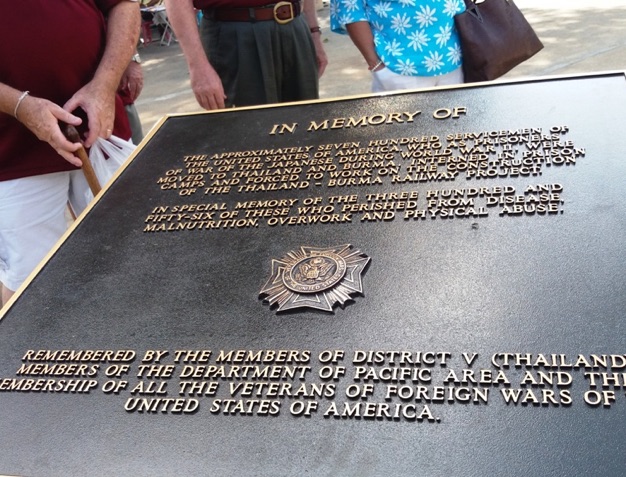 IN MEMORY OF
THE APPROXIMATELY SEVEN HUNDRED SERVICEMEN OF
THE UNITED STATES OF AMERICA WHO AS PRISONERS
OF WAR OF THE JAPANESE DURING WORLD WAR II WERE
MOVED TO THAILAND AND BURMA, INTERNED IN PRISON
CAMPS AND FORCED TO WORK ON THE CONSTRUCTION
OF THE THAILAND - BURMA RAILWAY PROJECT.
IN SPECIAL MEMORY OF THE THREE HUNDRED AND
FIFTY-SIX OF THESE WHO PERISHED FROM DISEASE,
MALNUTRITION, OVERWORK AND PHYSICAL ABUSE.
REMEMBERED BY THE MEMBERS OF DISTRICT V (THAILAND
MEMBERS OF THE DEPARTMENT OF PACIFIC AREA AND THE
EMBERSHIP OF ALL THE VETERANS OF FOREIGN WARS OF
UNITED STATES OF AMERICA.